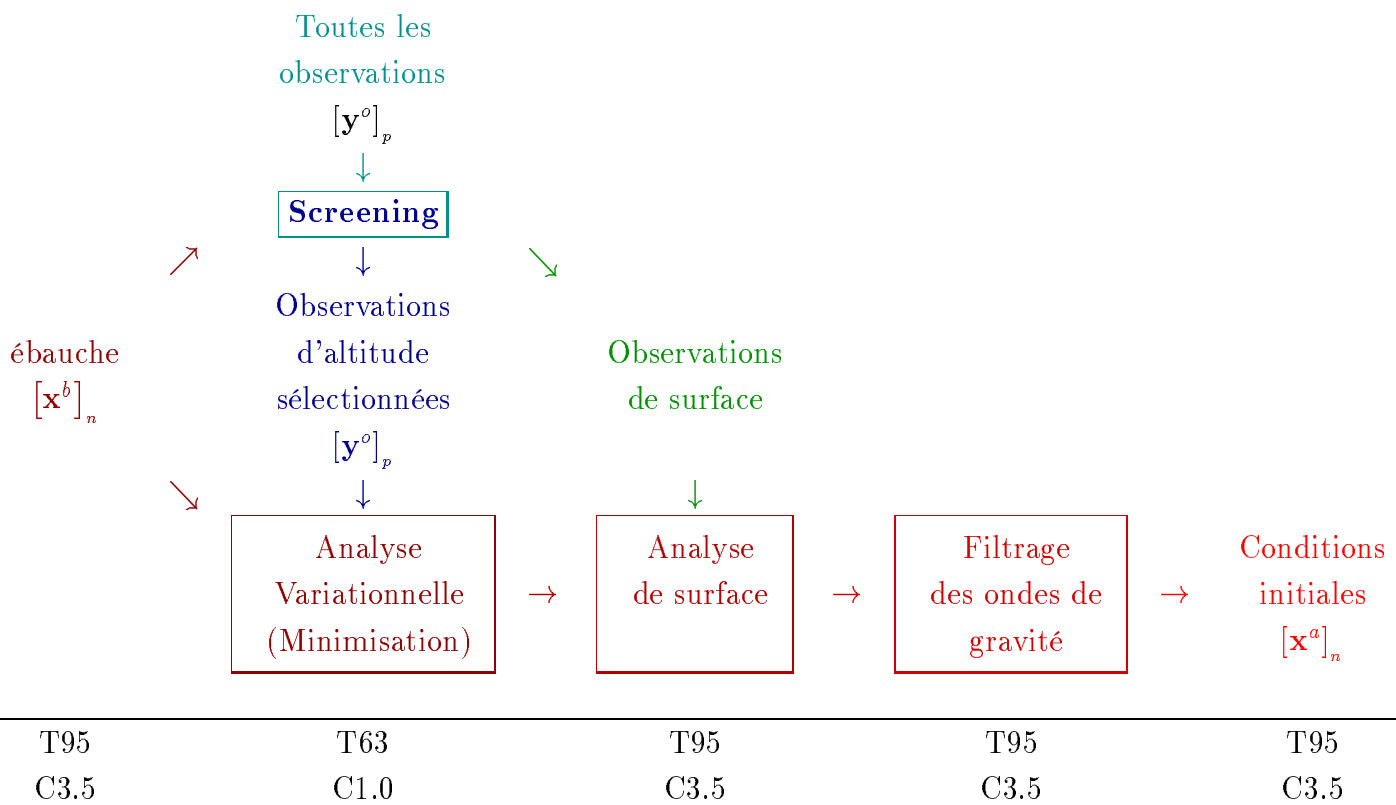 Toutes les
observations
[y^o]_p
↓
Screening
↗ ↓ ↘
Observations
d'altitude
sélectionnées
[y^o]_p
ébauche
[x^b]_n
Observations
de surface
↘ ↓ ↓
Analyse
Variationnelle
(Minimisation)
→
Analyse
de surface
→
Filtrage
des ondes de
gravité
→
Conditions
initiales
[x^a]_n
T95 T63 T95 T95 T95
C3.5 C1.0 C3.5 C3.5 C3.5